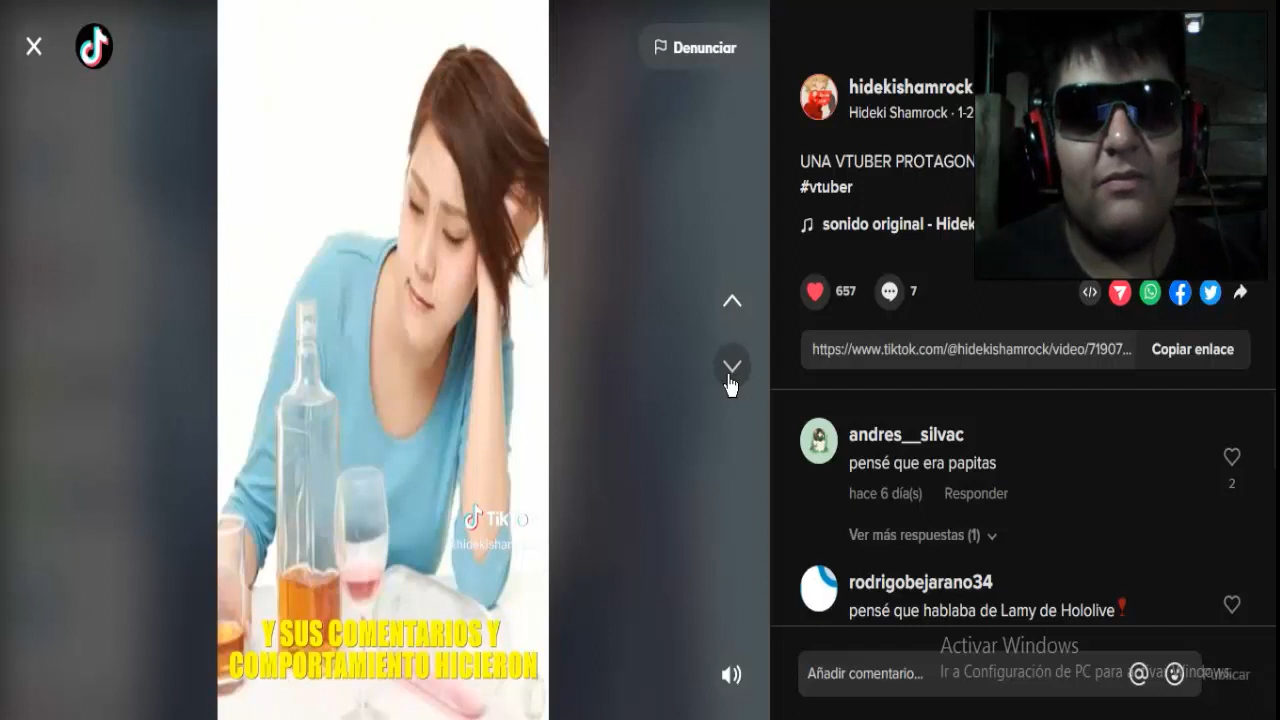 Denunciar
hidekishamrock
Hideki Shamrock · 1-2
UNA VTUBER PROTAGON
#vtuber
sonido original - Hidek
657
7
https://www.tiktok.com/@hidekishamrock/video/71907...
Copiar enlace
andres__silvac
pensé que era papitas
2
hace 6 día(s) Responder
Ver más respuestas (1)
rodrigobejarano34
pensé que hablaba de Lamy de Hololive
Y SUS COMENTARIOS Y
COMPORTAMIENTO HICIERON
Activar Windows
Ir a Configuración de PC para activar Windows.
Añadir comentario...
Publicar